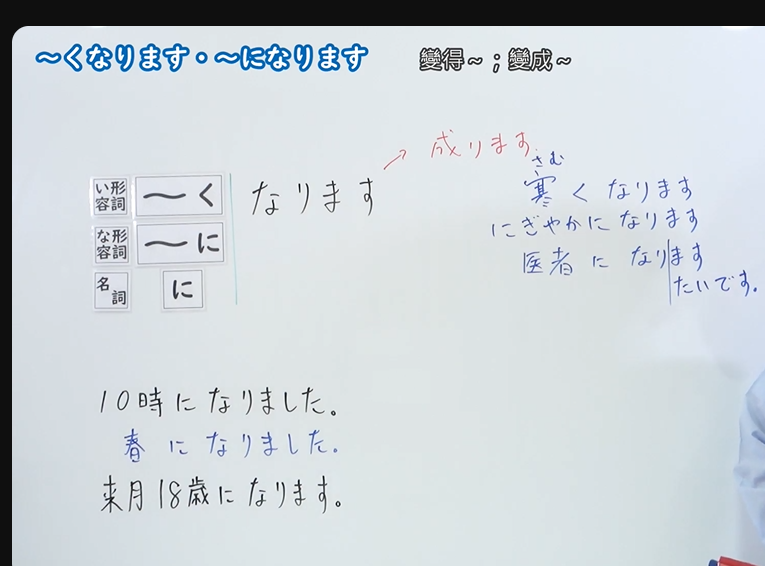 ～くなります・～になります
變得～；變成～
成ります
い形容詞 ～く なります
な形容詞 ～に
名詞 に
さむ
寒くなります
にぎやかになります
医者になります
たいです。
10時になりました。
春になりました。
来月18歳になります。